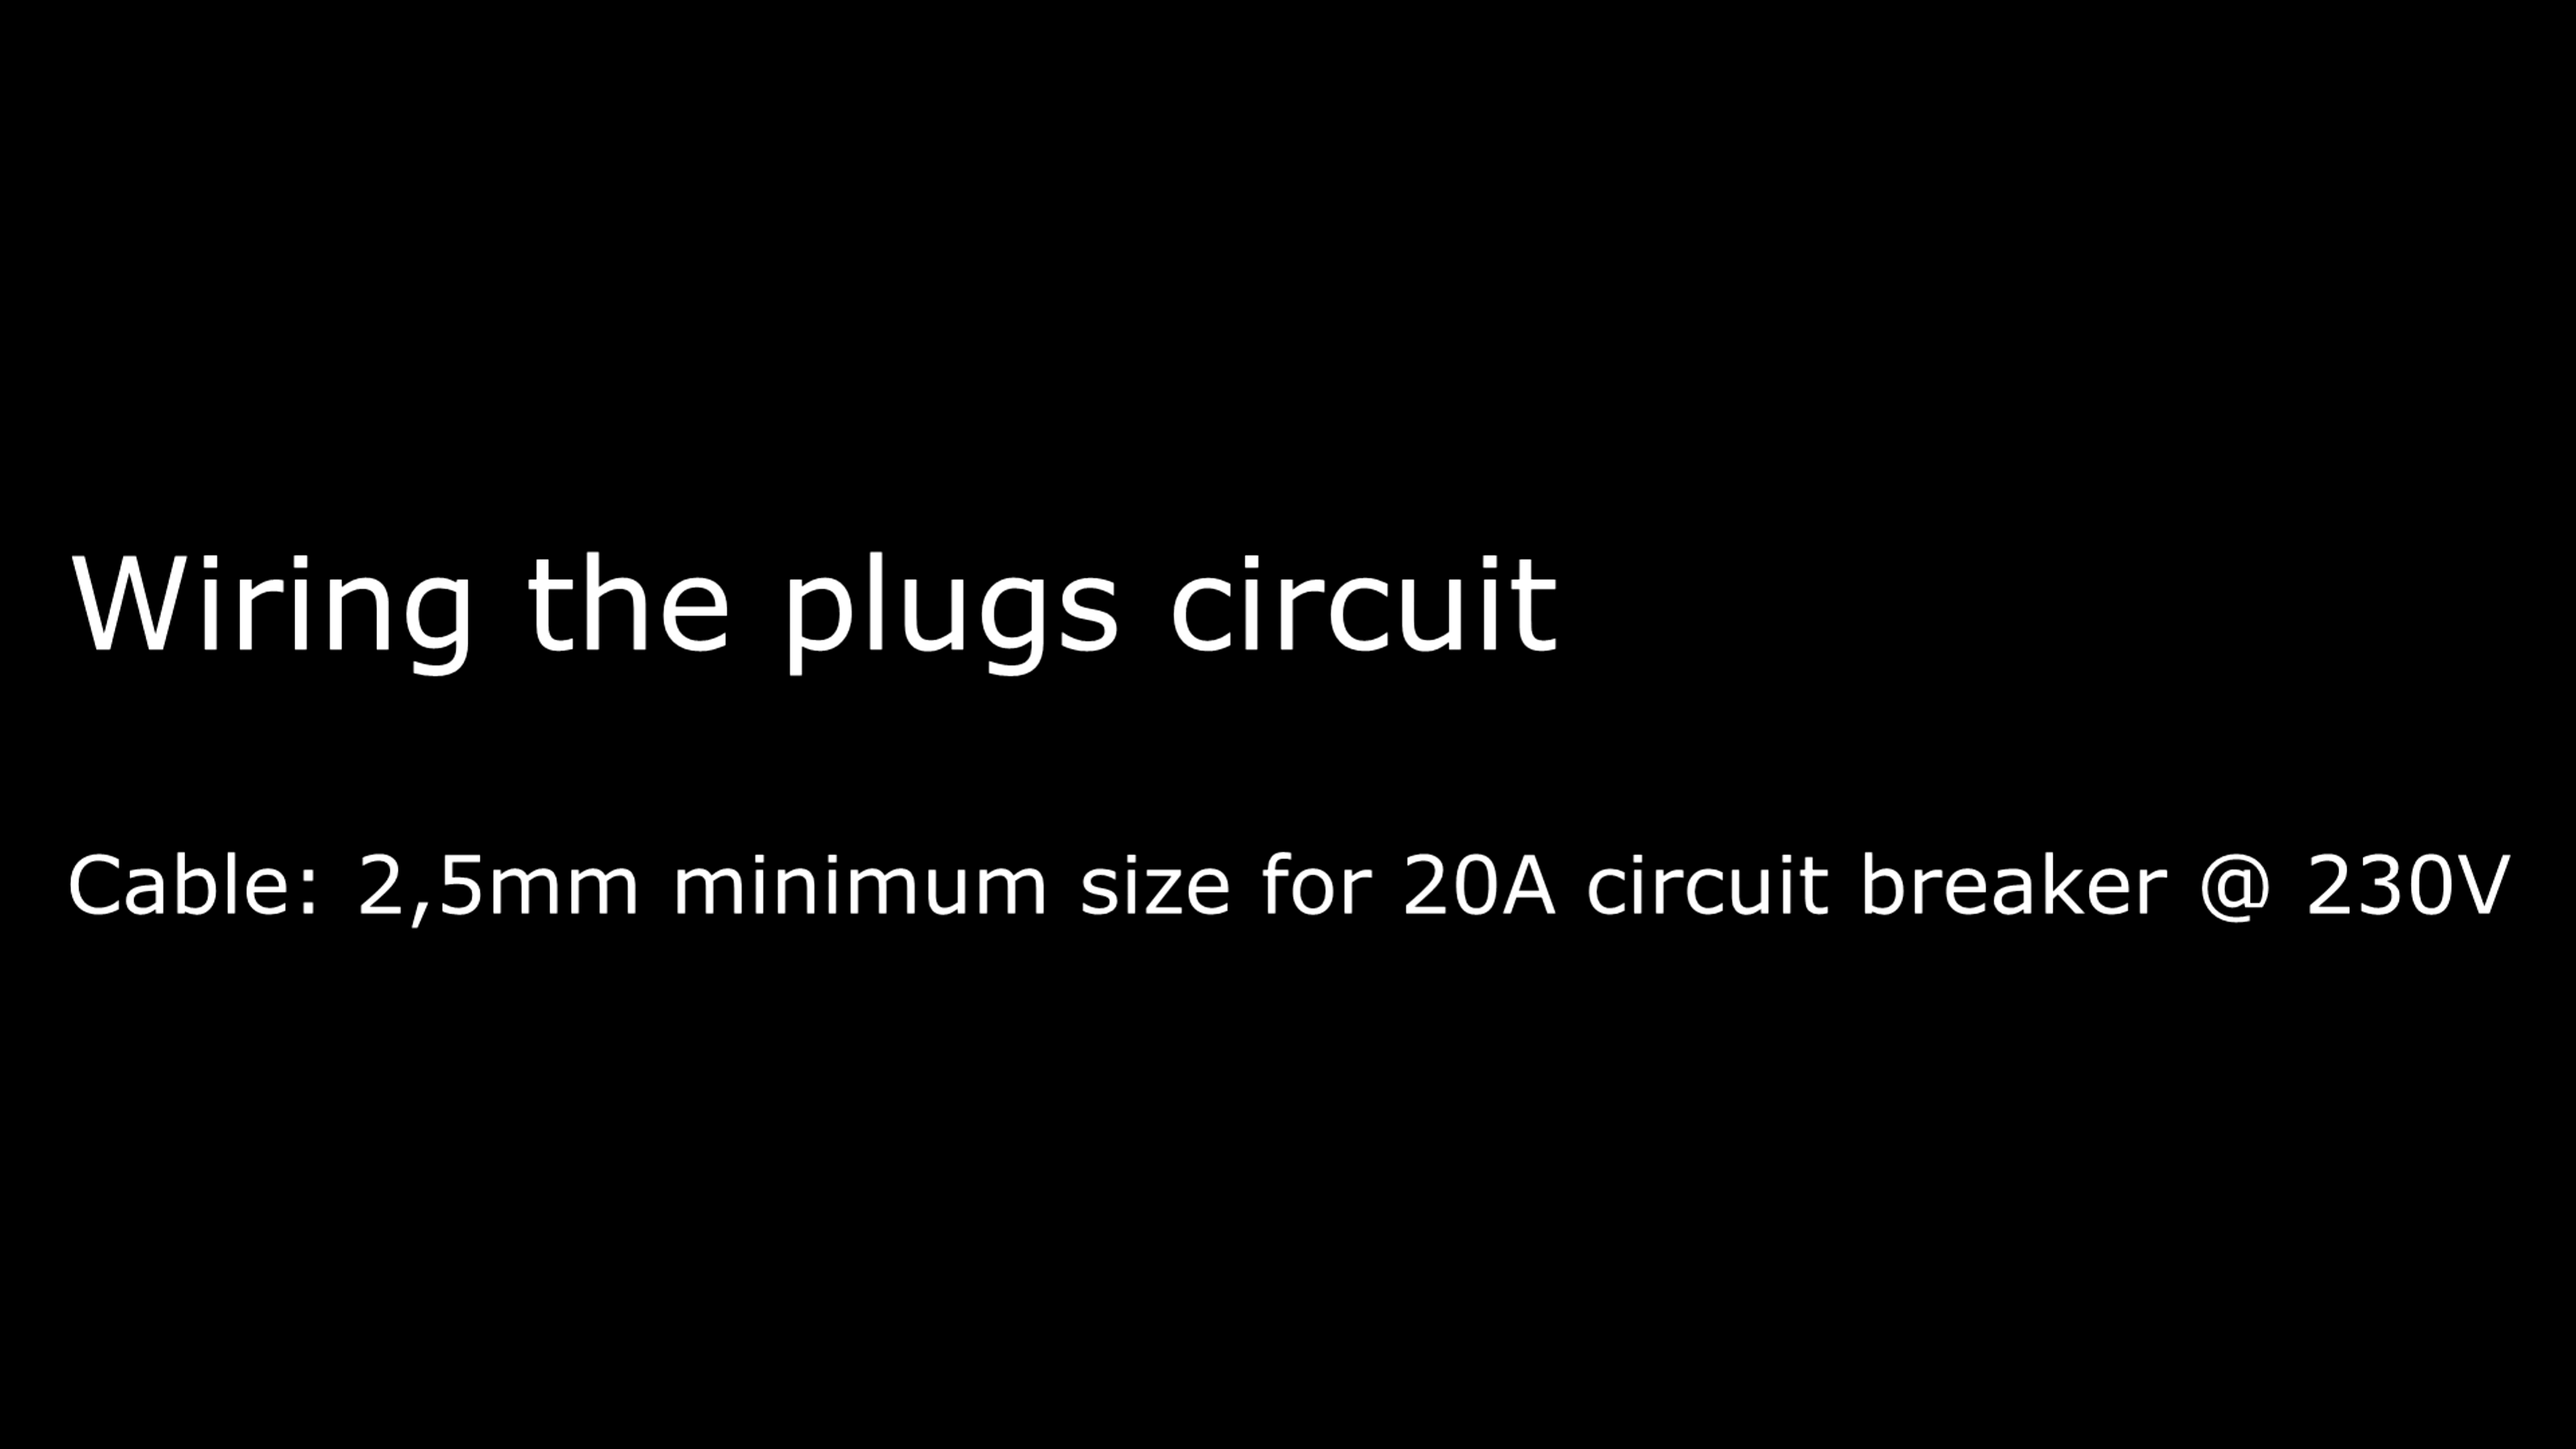 Wiring the plugs circuit
Cable: 2,5mm minimum size for 20A circuit breaker @ 230V